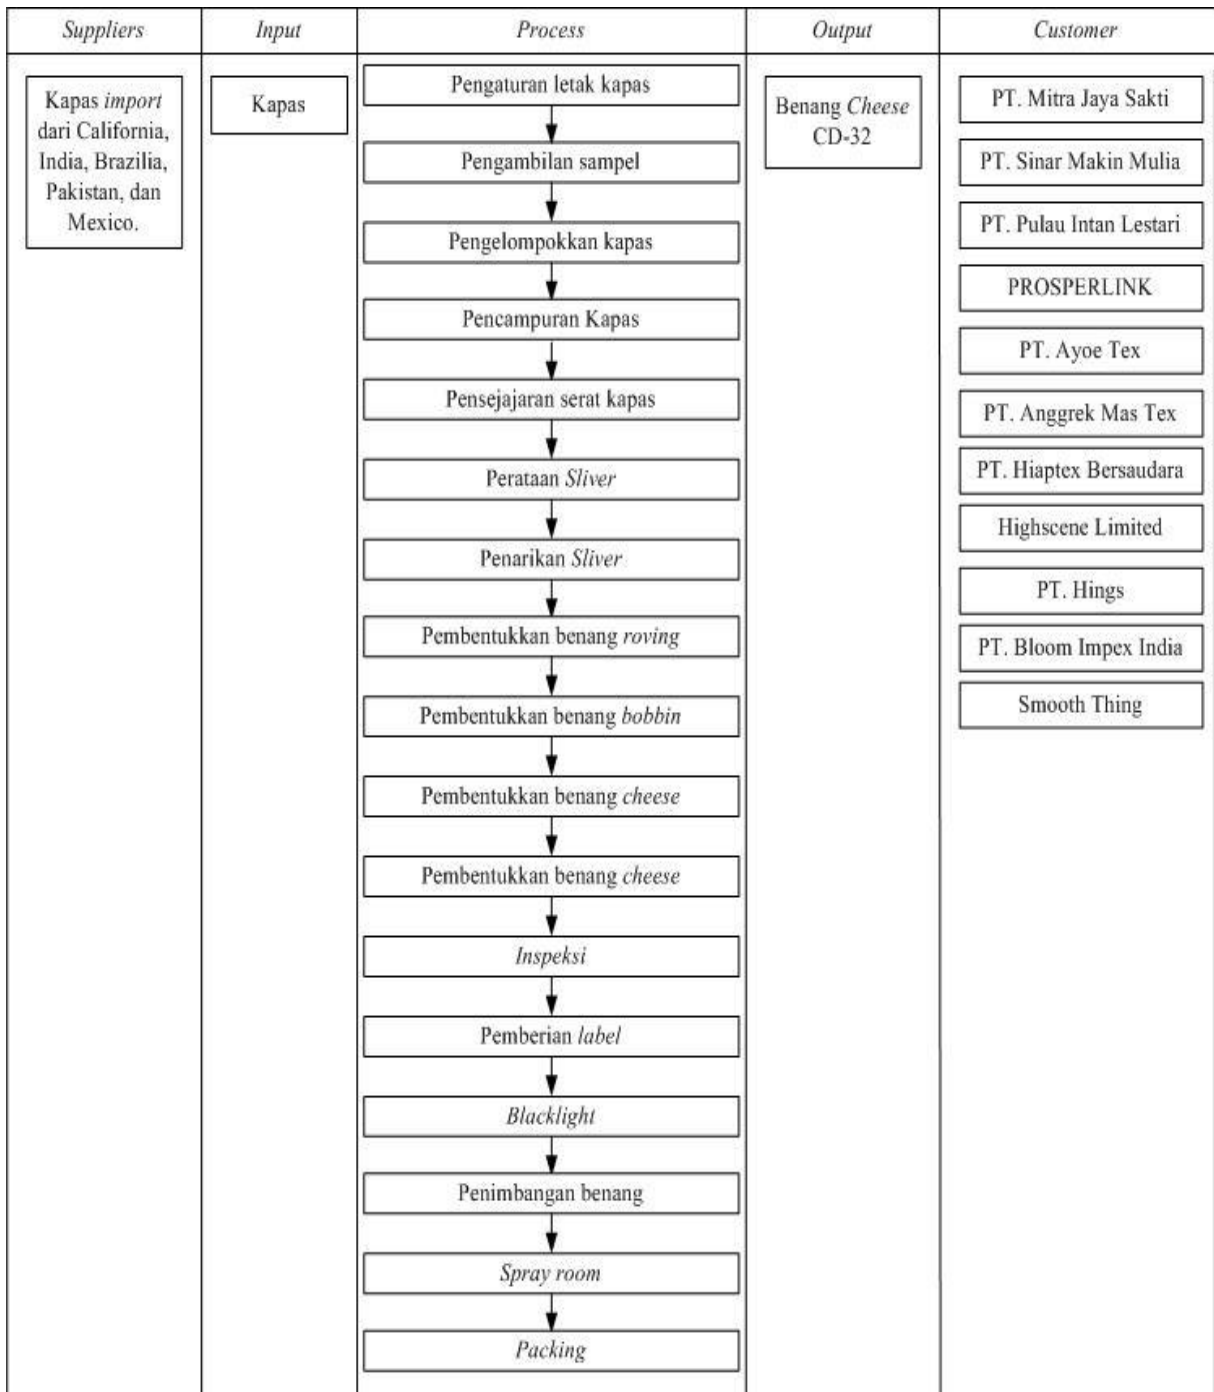 Suppliers
Input
Process
Output
Customer
Kapas import
dari California,
India, Brazilia,
Pakistan, dan
Mexico.
Kapas
Pengaturan letak kapas
Pengambilan sampel
Pengelompokkan kapas
Pencampuran Kapas
Pensejajaran serat kapas
Perataan Sliver
Penarikan Sliver
Pembentukkan benang roving
Pembentukkan benang bobbin
Pembentukkan benang cheese
Pembentukkan benang cheese
Inspeksi
Pemberian label
Blacklight
Penimbangan benang
Spray room
Packing
Benang Cheese
CD-32
PT. Mitra Jaya Sakti
PT. Sinar Makin Mulia
PT. Pulau Intan Lestari
PROSPERLINK
PT. Ayoe Tex
PT. Anggrek Mas Tex
PT. Hiaptex Bersaudara
Highscene Limited
PT. Hings
PT. Bloom Impex India
Smooth Thing